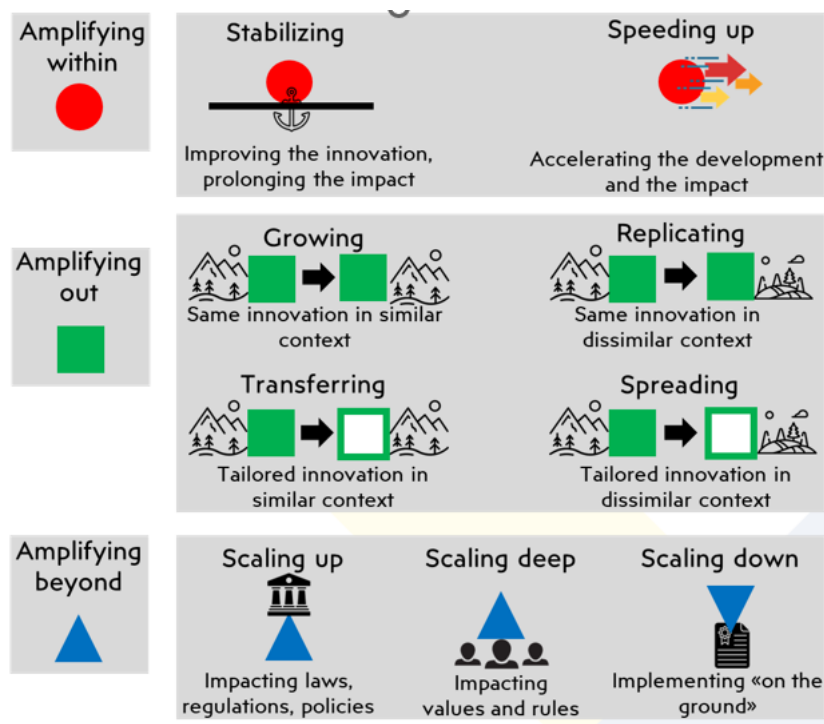 Amplifying
within
Stabilizing
Improving the innovation,
prolonging the impact
Speeding up
Accelerating the development
and the impact
Amplifying
out
Growing
Same innovation in similar
context
Replicating
Same innovation in
dissimilar context
Transferring
Tailored innovation in
similar context
Spreading
Tailored innovation in
dissimilar context
Amplifying
beyond
Scaling up
Impacting laws,
regulations, policies
Scaling deep
Impacting
values and rules
Scaling down
Implementing «on the
ground»